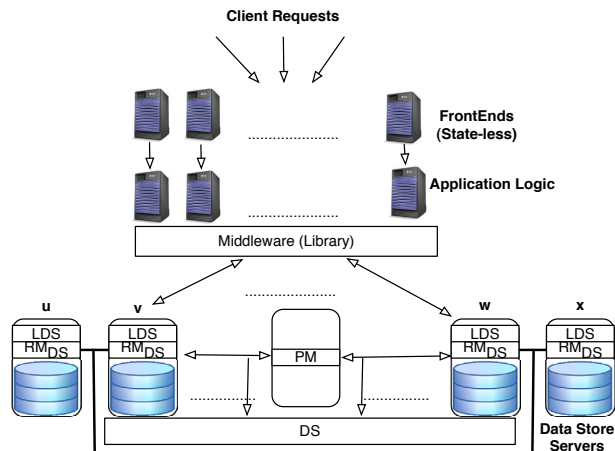 Client Requests
FrontEnds
(State-less)
Application Logic
Middleware (Library)
u
v
w
x
LDS
RMDS
LDS
RMDS
PM
LDS
RMDS
LDS
RMDS
DS
Data Store
Servers